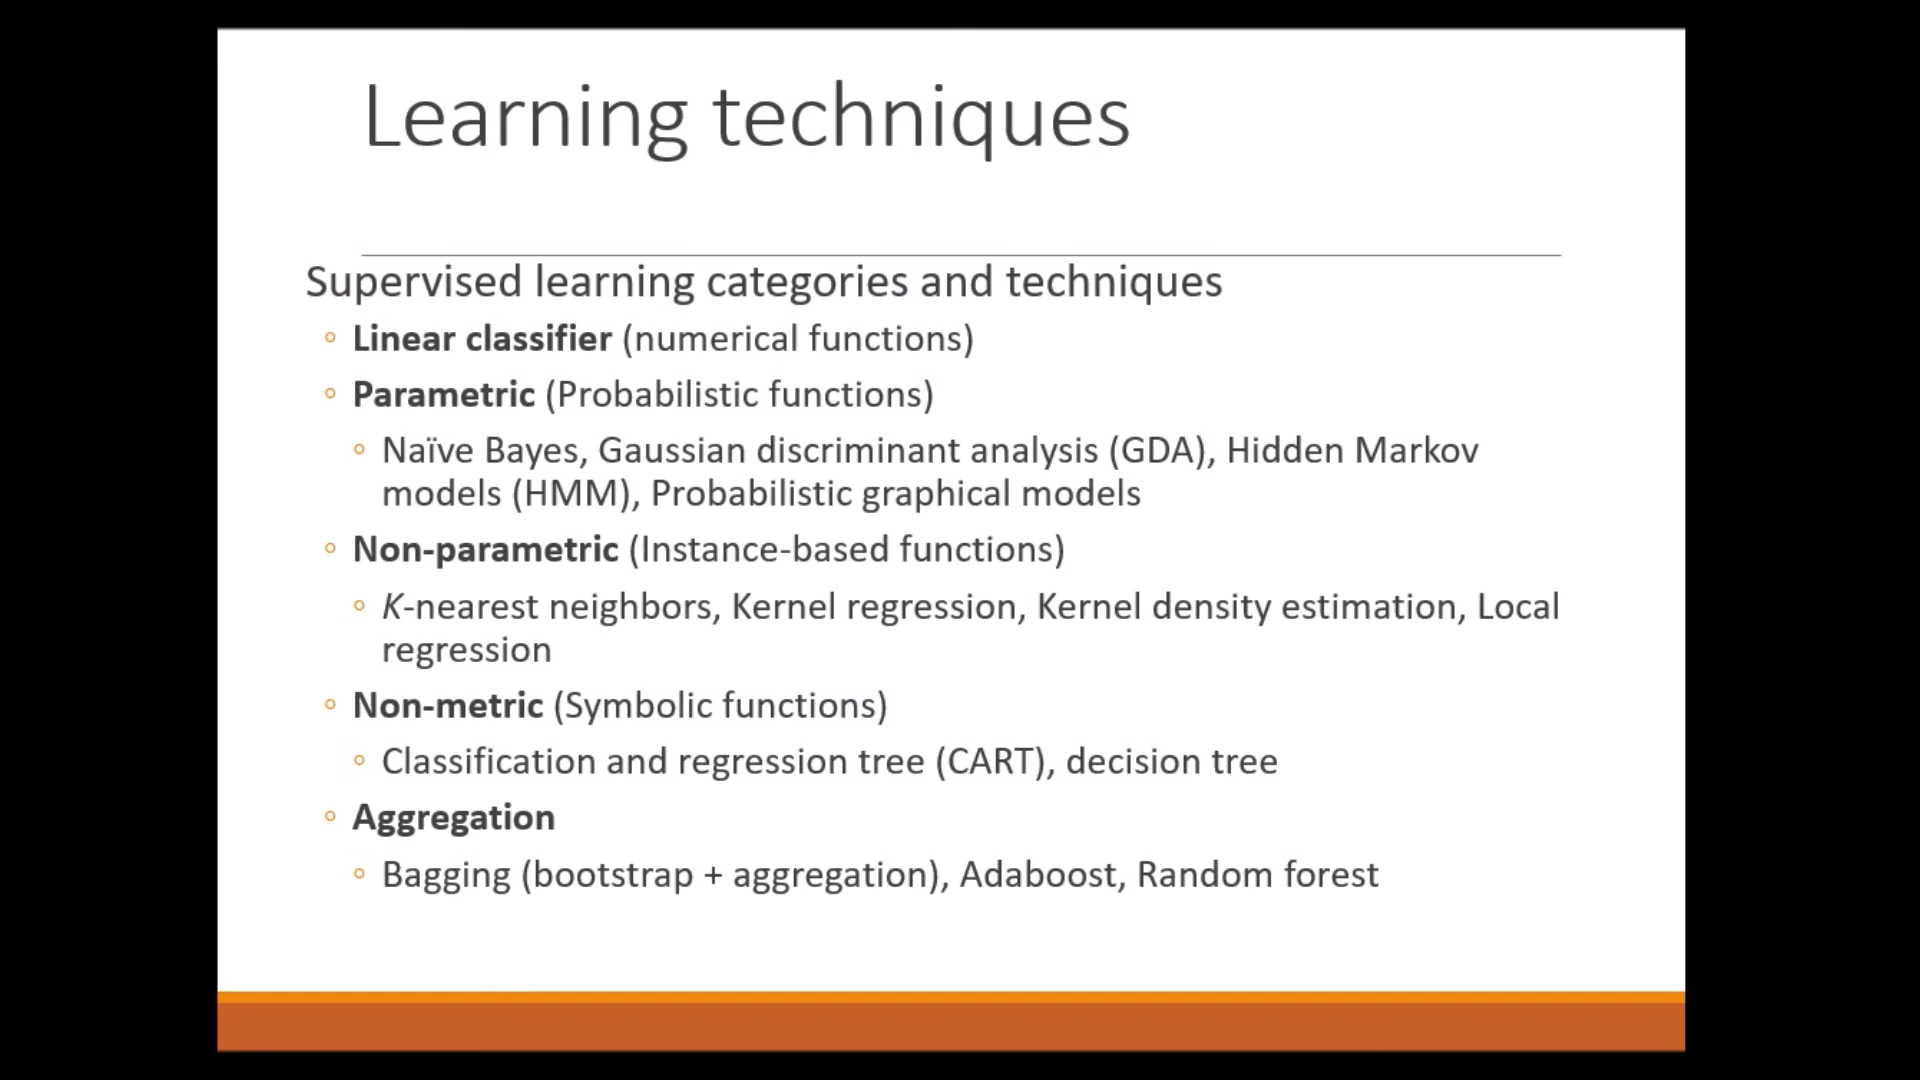 Learning techniques
Supervised learning categories and techniques
◦ Linear classifier (numerical functions)
◦ Parametric (Probabilistic functions)
◦ Naïve Bayes, Gaussian discriminant analysis (GDA), Hidden Markov
models (HMM), Probabilistic graphical models
◦ Non-parametric (Instance-based functions)
◦ K-nearest neighbors, Kernel regression, Kernel density estimation, Local
regression
◦ Non-metric (Symbolic functions)
◦ Classification and regression tree (CART), decision tree
◦ Aggregation
◦ Bagging (bootstrap + aggregation), Adaboost, Random forest